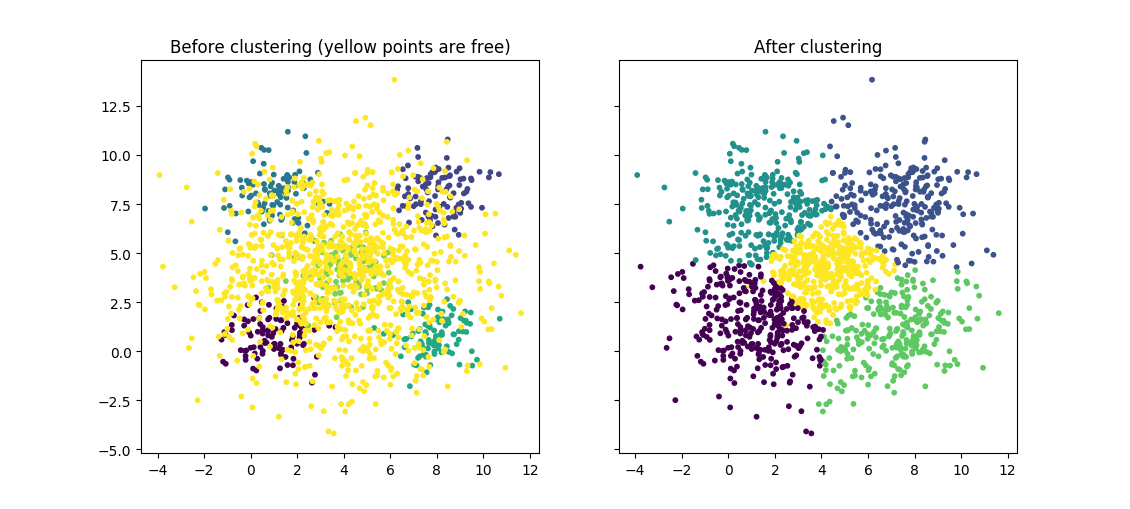 Before clustering (yellow points are free)
After clustering
12.5
10.0
7.5
5.0
2.5
0.0
−2.5
−5.0
−4 −2 0 2 4 6 8 10 12
−4 −2 0 2 4 6 8 10 12